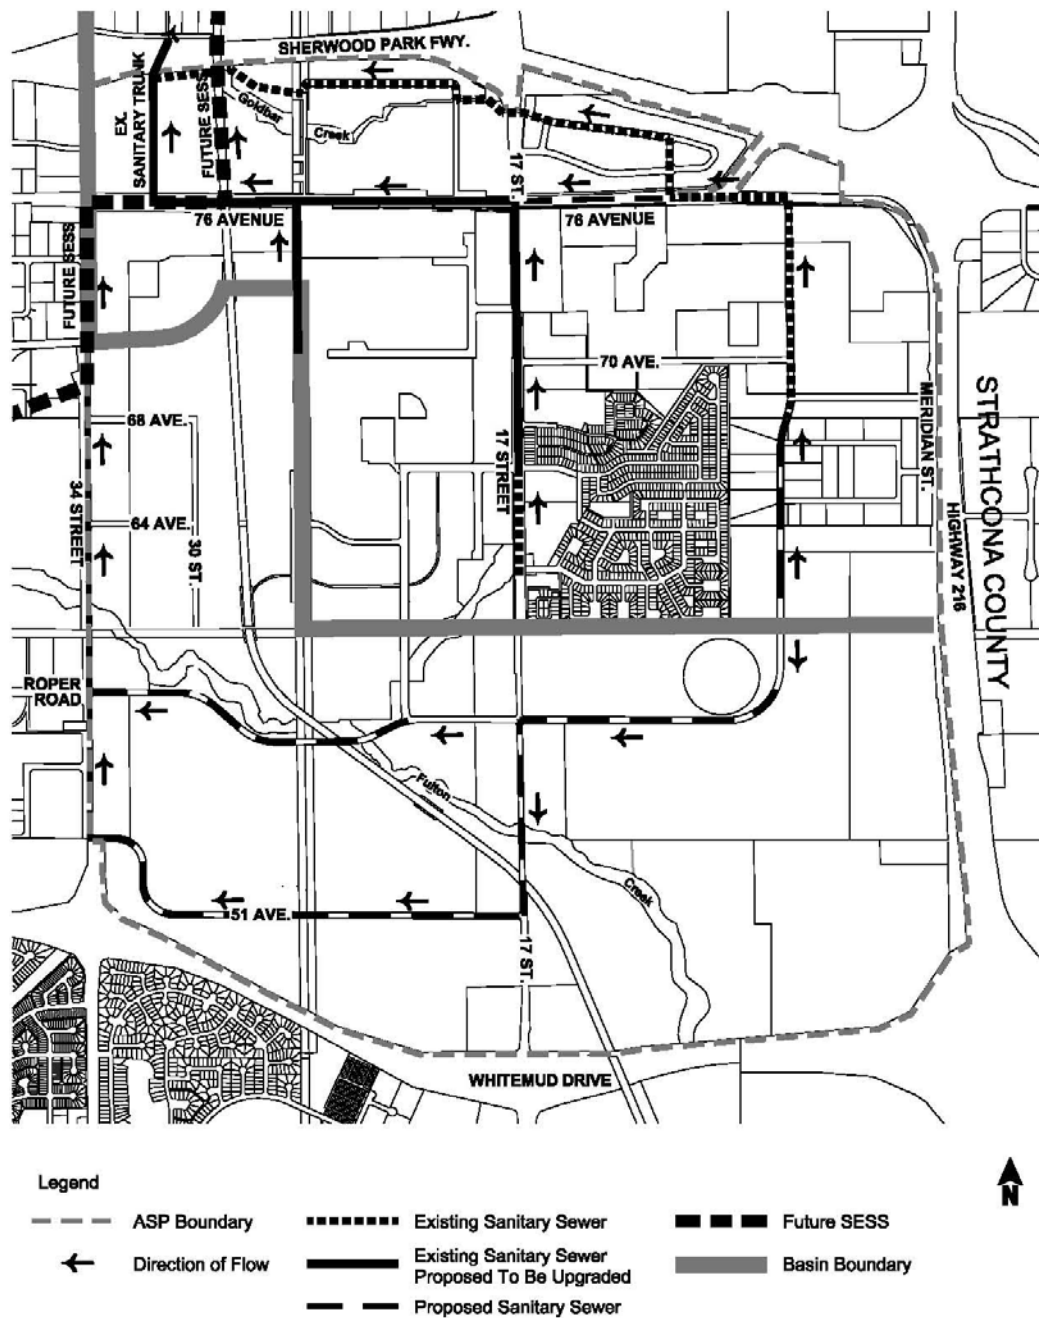 SHERWOOD PARK FWY.
EX.
SANITARY TRUNK
FUTURE SESS
Goldbar
Creek
17 ST.
76 AVENUE
76 AVENUE
FUTURE SESS
70 AVE.
MERIDIAN ST.
STRATHCONA COUNTY
68 AVE.
17 STREET
34 STREET
64 AVE.
30 ST.
HIGHWAY 216
ROPER
ROAD
Fulton
Creek
51 AVE.
17 ST.
WHITEMUD DRIVE
Legend
N
ASP Boundary
Existing Sanitary Sewer
Future SESS
Direction of Flow
Existing Sanitary Sewer
Proposed To Be Upgraded
Basin Boundary
Proposed Sanitary Sewer